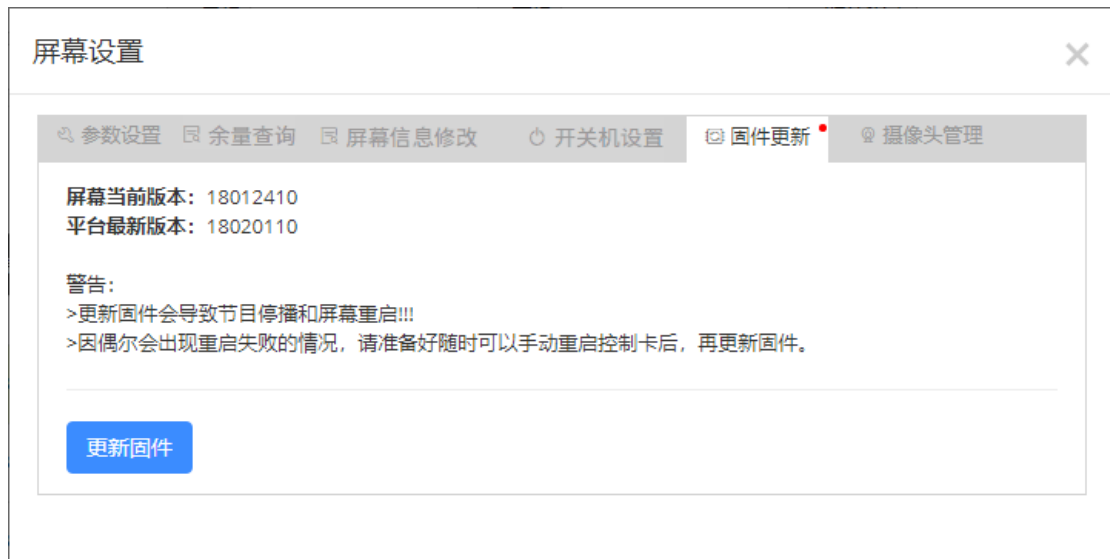 屏幕设置
参数设置 余量查询 屏幕信息修改 开关机设置 固件更新 摄像头管理
屏幕当前版本：18012410
平台最新版本：18020110
警告：
>更新固件会导致节目停播和屏幕重启!!!
>因偶尔会出现重启失败的情况，请准备好随时可以手动重启控制卡后，再更新固件。
更新固件